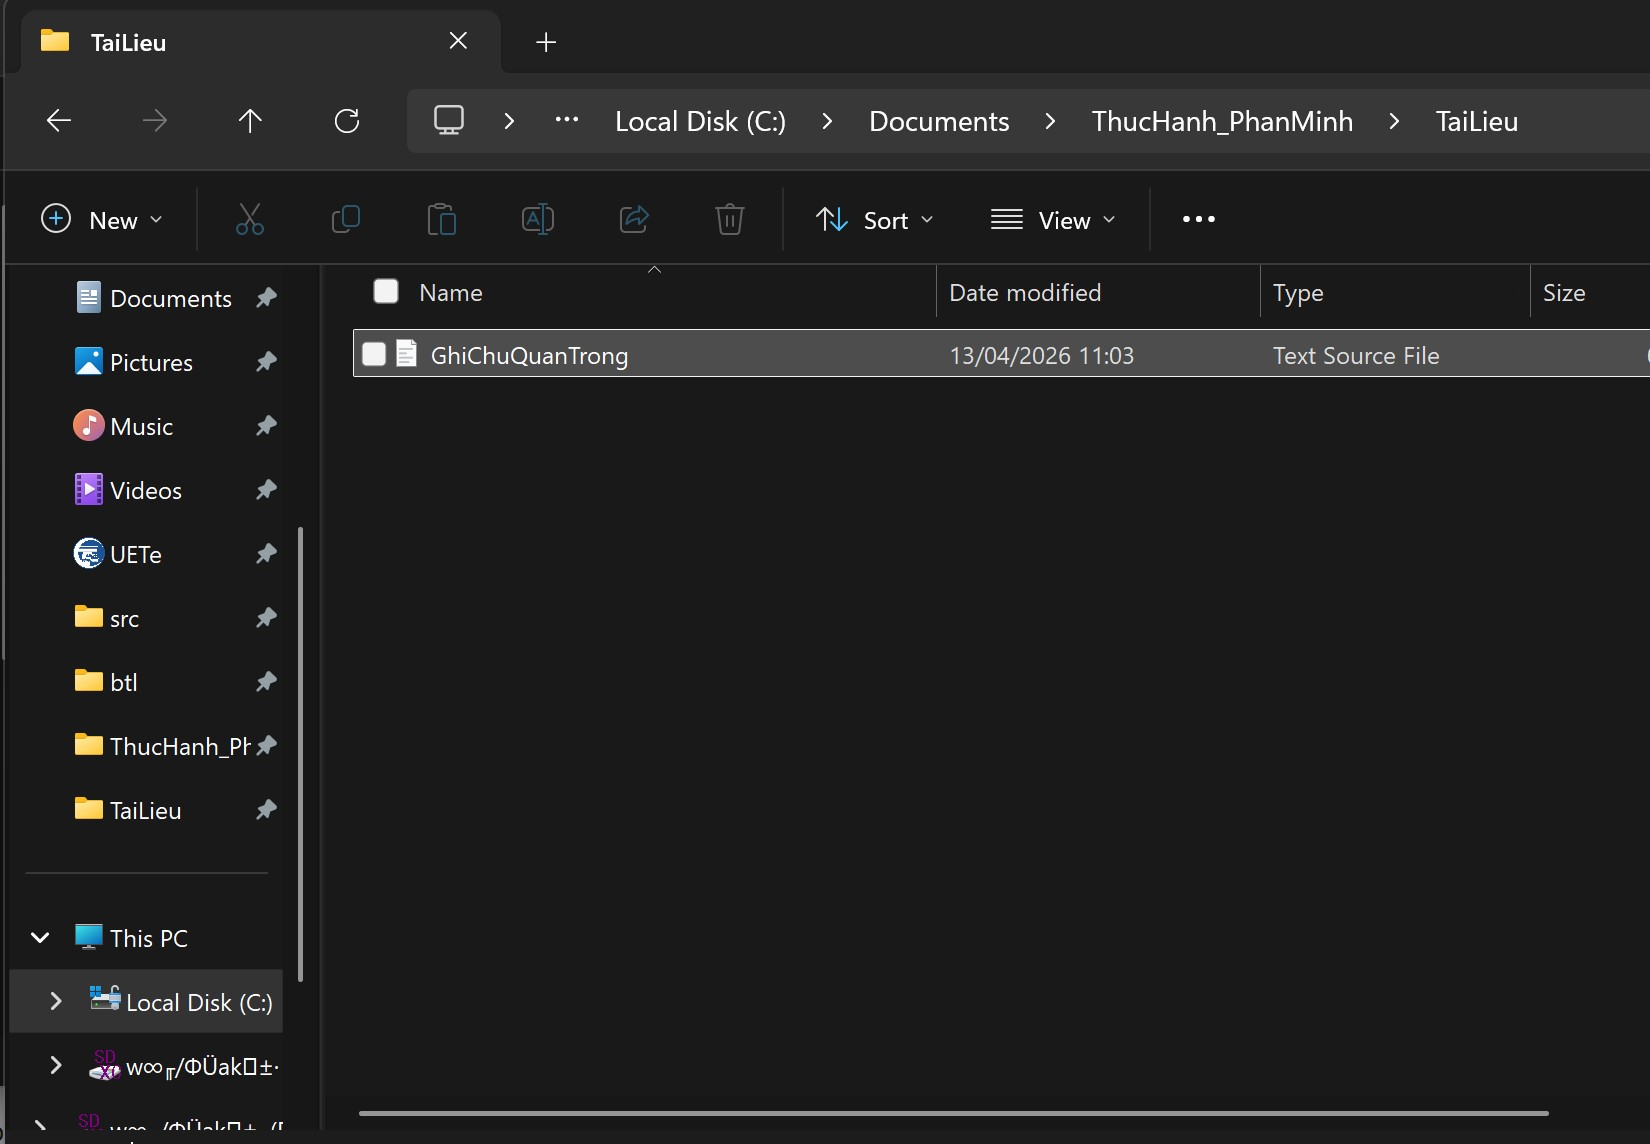 TaiLieu
Local Disk (C:)
Documents
ThucHanh_PhanMinh
TaiLieu
New
Sort
View
Name
Date modified
Type
Size
GhiChuQuanTrong
13/04/2026 11:03
Text Source File
Documents
Pictures
Music
Videos
UETe
src
btl
ThucHanh_Ph
TaiLieu
This PC
Local Disk (C:)
SD